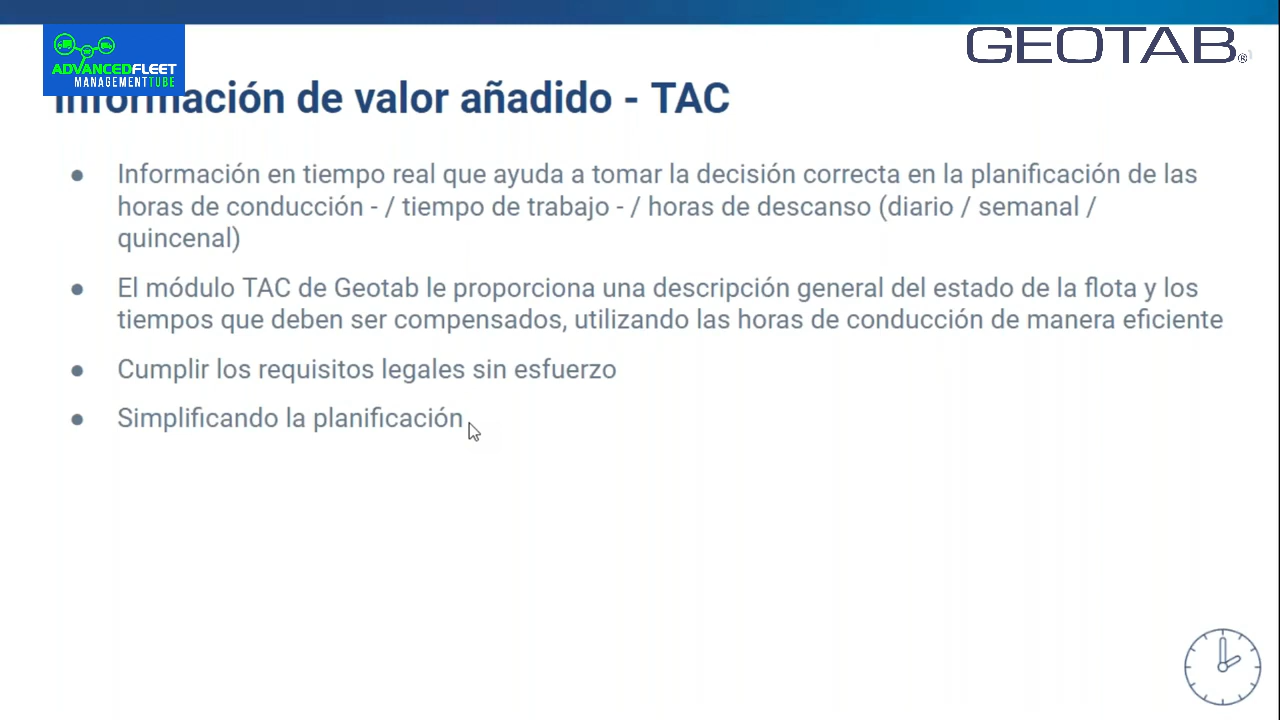 ADVANCEDFLEET
MANAGEMENTTUBE
GEOTAB®
Información de valor añadido - TAC
● Información en tiempo real que ayuda a tomar la decisión correcta en la planificación de las
horas de conducción - / tiempo de trabajo - / horas de descanso (diario / semanal /
quincenal)
● El módulo TAC de Geotab le proporciona una descripción general del estado de la flota y los
tiempos que deben ser compensados, utilizando las horas de conducción de manera eficiente
● Cumplir los requisitos legales sin esfuerzo
● Simplificando la planificación